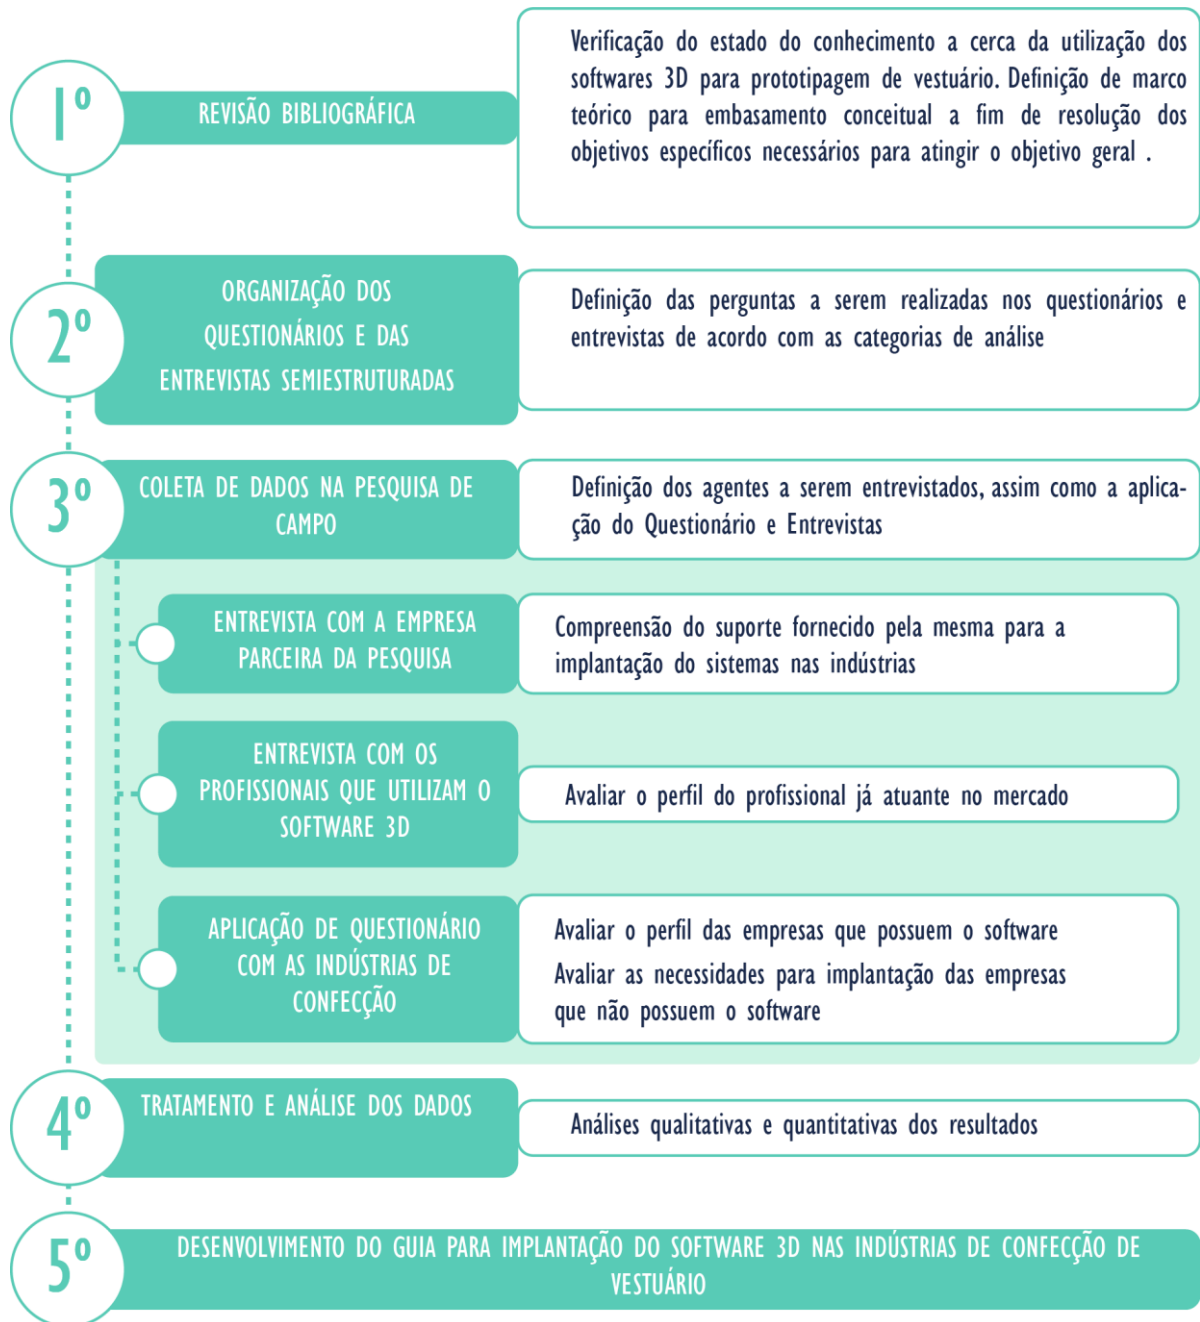 1º
REVISÃO BIBLIOGRÁFICA
Verificação do estado do conhecimento a cerca da utilização dos
softwares 3D para prototipagem de vestuário. Definição de marco
teórico para embasamento conceitual a fim de resolução dos
objetivos específicos necessários para atingir o objetivo geral .
2º
ORGANIZAÇÃO DOS
QUESTIONÁRIOS E DAS
ENTREVISTAS SEMIESTRUTURADAS
Definição das perguntas a serem realizadas nos questionários e
entrevistas de acordo com as categorias de análise
3º
COLETA DE DADOS NA PESQUISA DE
CAMPO
Definição dos agentes a serem entrevistados, assim como a aplica-
ção do Questionário e Entrevistas
ENTREVISTA COM A EMPRESA
PARCEIRA DA PESQUISA
Compreensão do suporte fornecido pela mesma para a
implantação do sistemas nas indústrias
ENTREVISTA COM OS
PROFISSIONAIS QUE UTILIZAM O
SOFTWARE 3D
Avaliar o perfil do profissional já atuante no mercado
APLICAÇÃO DE QUESTIONÁRIO
COM AS INDÚSTRIAS DE
CONFECÇÃO
Avaliar o perfil das empresas que possuem o software
Avaliar as necessidades para implantação das empresas
que não possuem o software
4º
TRATAMENTO E ANÁLISE DOS DADOS
Análises qualitativas e quantitativas dos resultados
5º
DESENVOLVIMENTO DO GUIA PARA IMPLANTAÇÃO DO SOFTWARE 3D NAS INDÚSTRIAS DE CONFECÇÃO DE
VESTUÁRIO